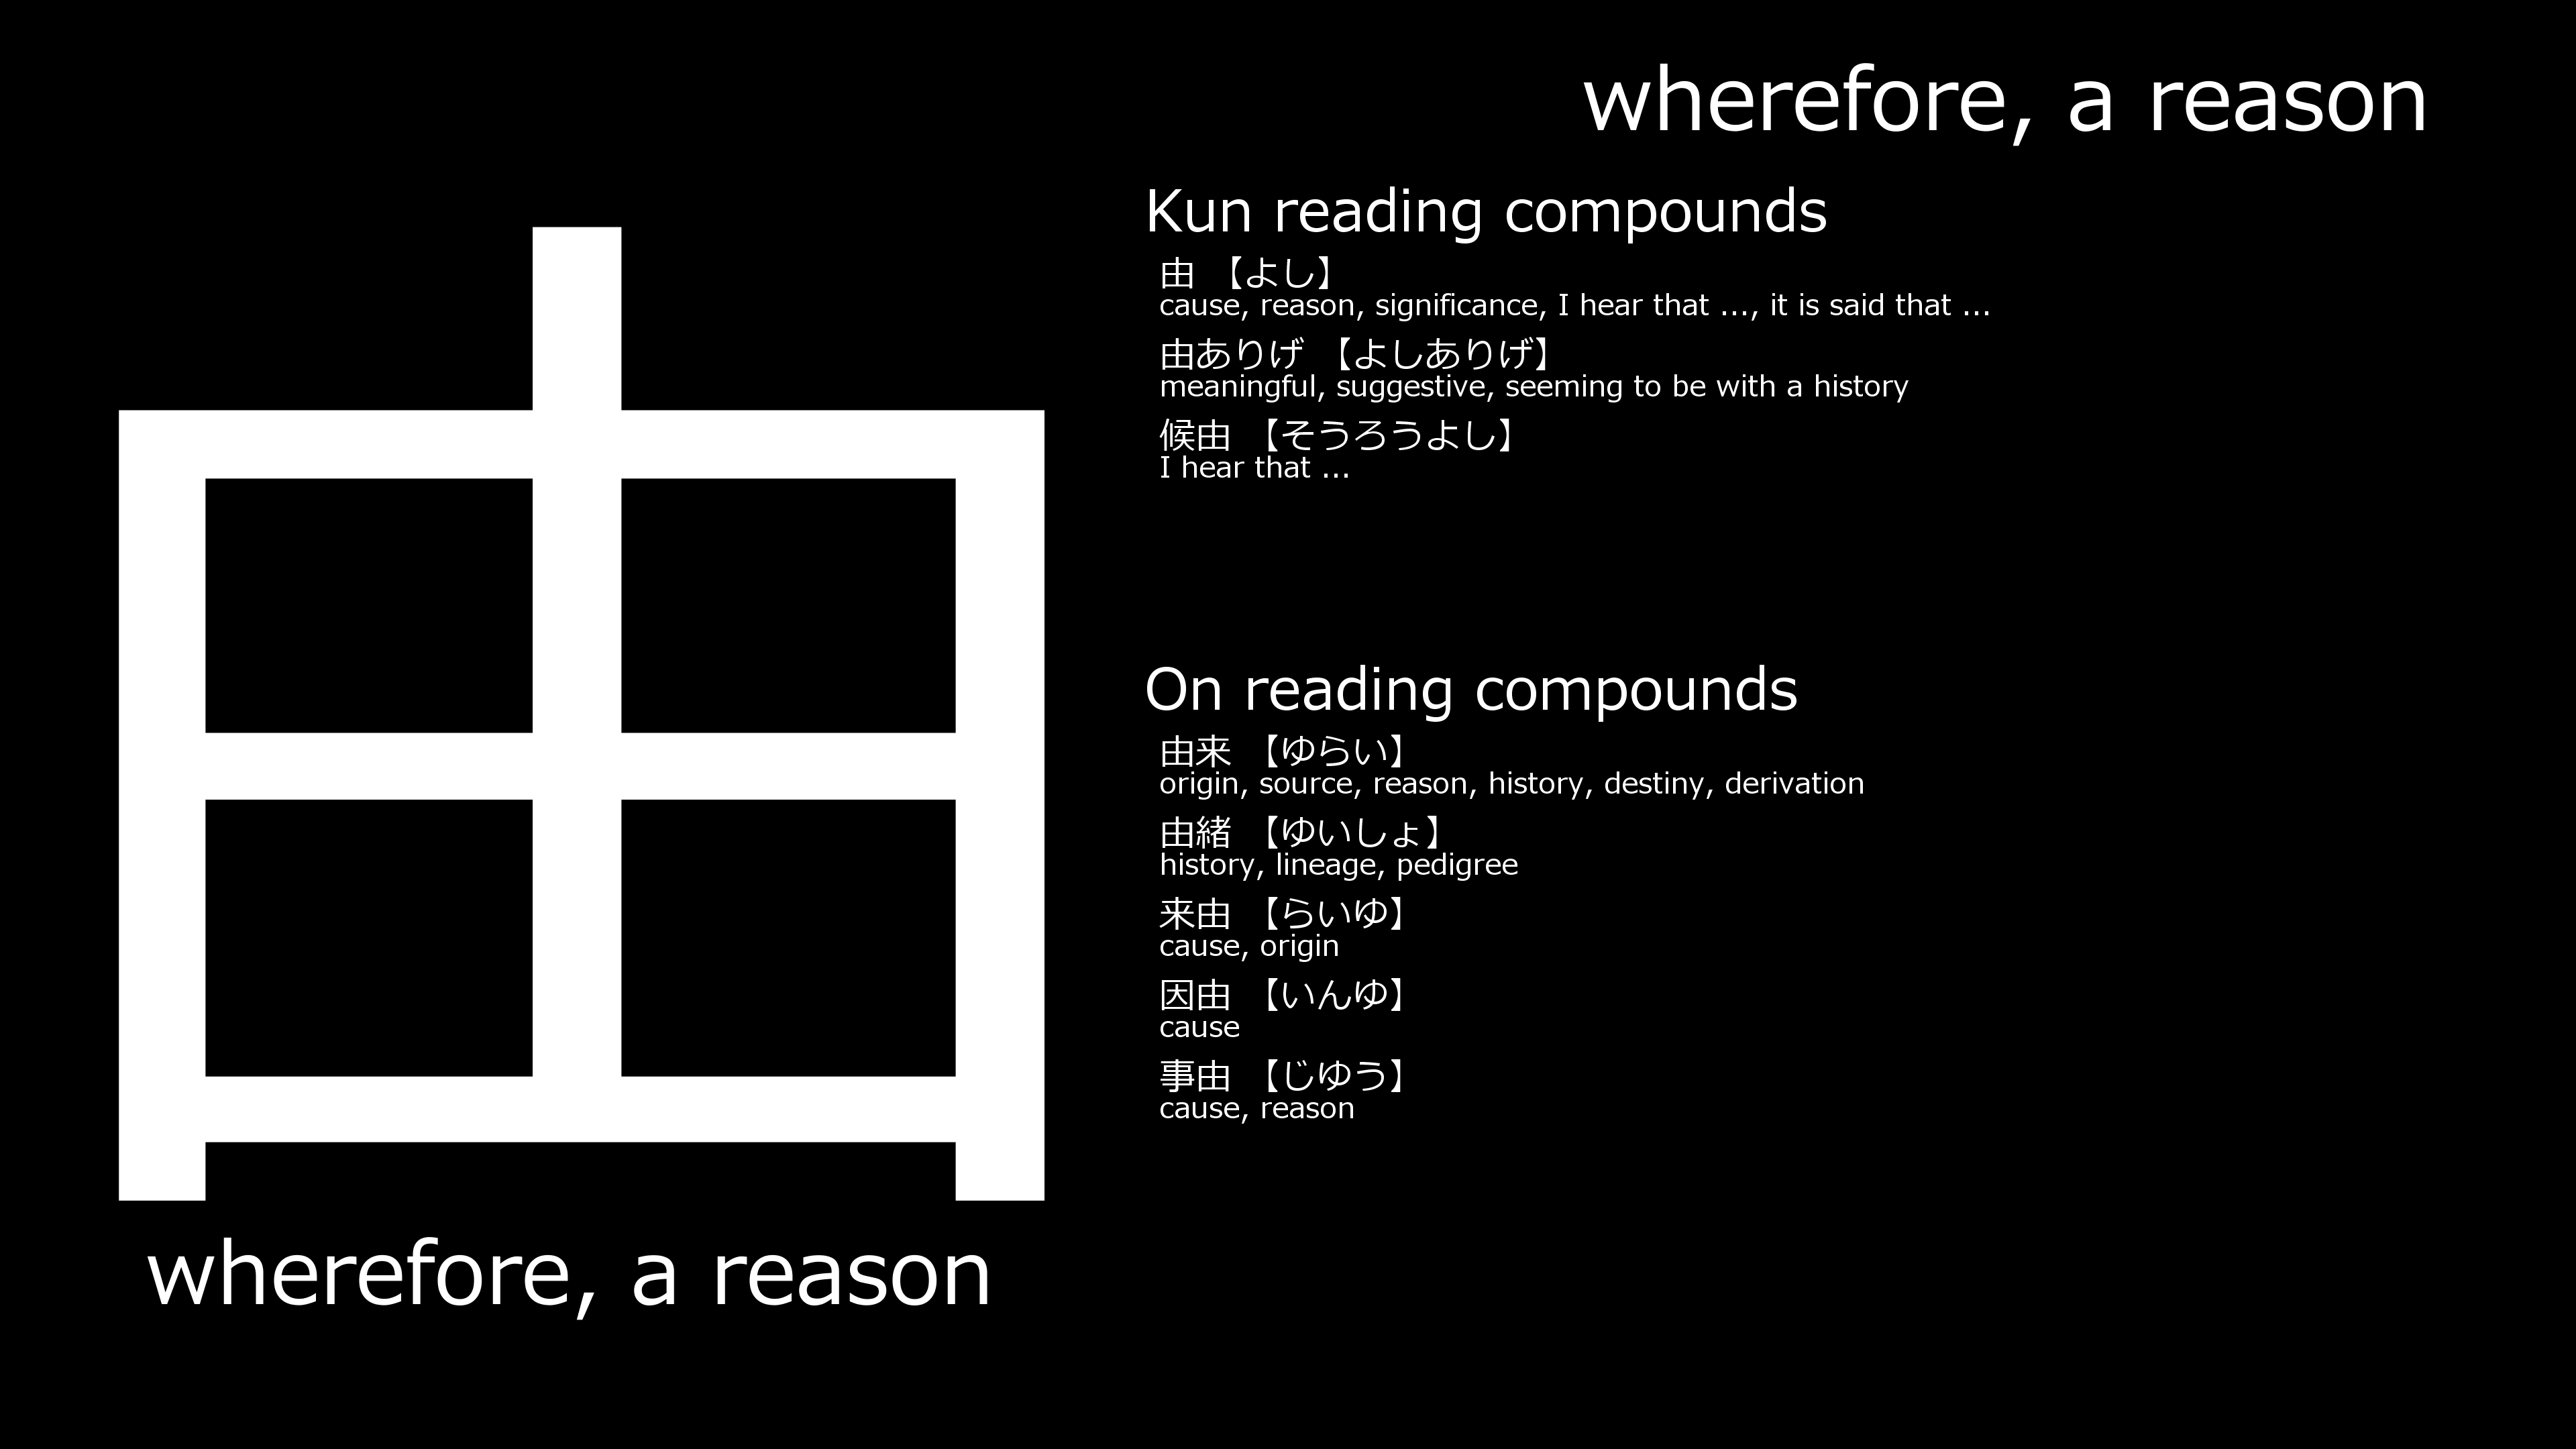 由
wherefore, a reason
wherefore, a reason
Kun reading compounds
由 【よし】
cause, reason, significance, I hear that ..., it is said that ...
由ありげ 【よしありげ】
meaningful, suggestive, seeming to be with a history
候由 【そうろうよし】
I hear that ...
On reading compounds
由来 【ゆらい】
origin, source, reason, history, destiny, derivation
由緒 【ゆいしょ】
history, lineage, pedigree
来由 【らいゆ】
cause, origin
因由 【いんゆ】
cause
事由 【じゆう】
cause, reason